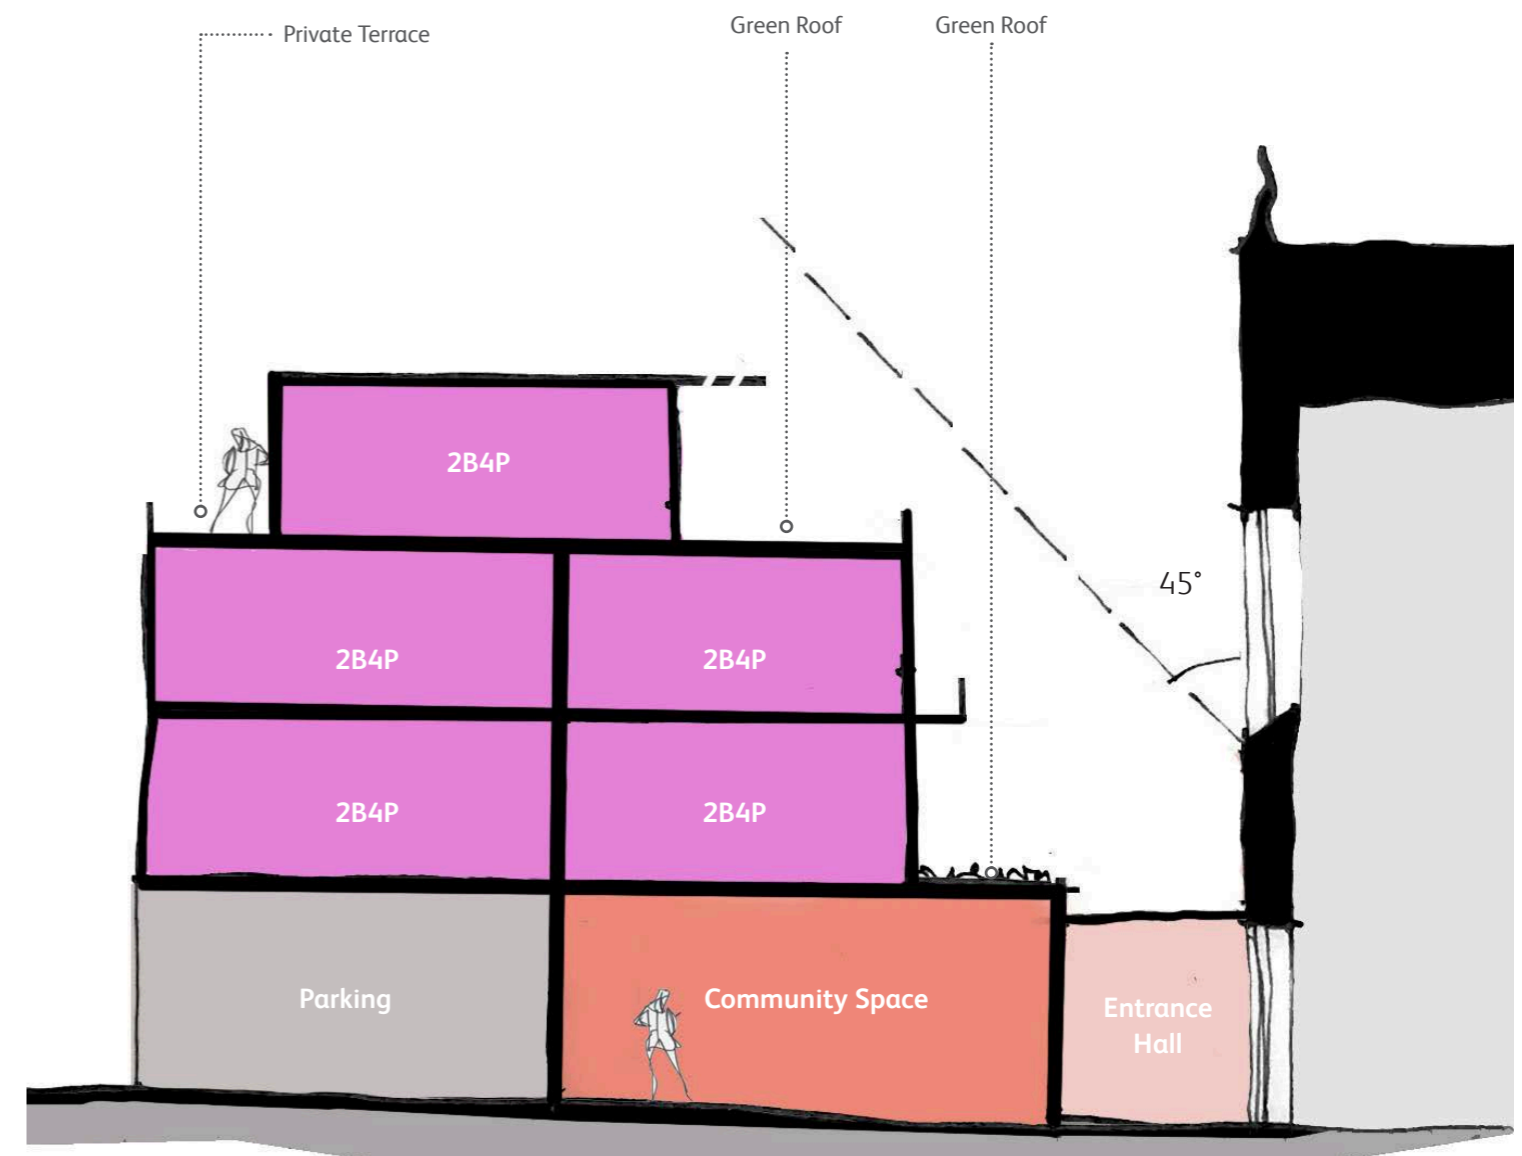 Private Terrace
Green Roof
Green Roof
2B4P
45°
2B4P
2B4P
2B4P
2B4P
Parking
Community Space
Entrance
Hall